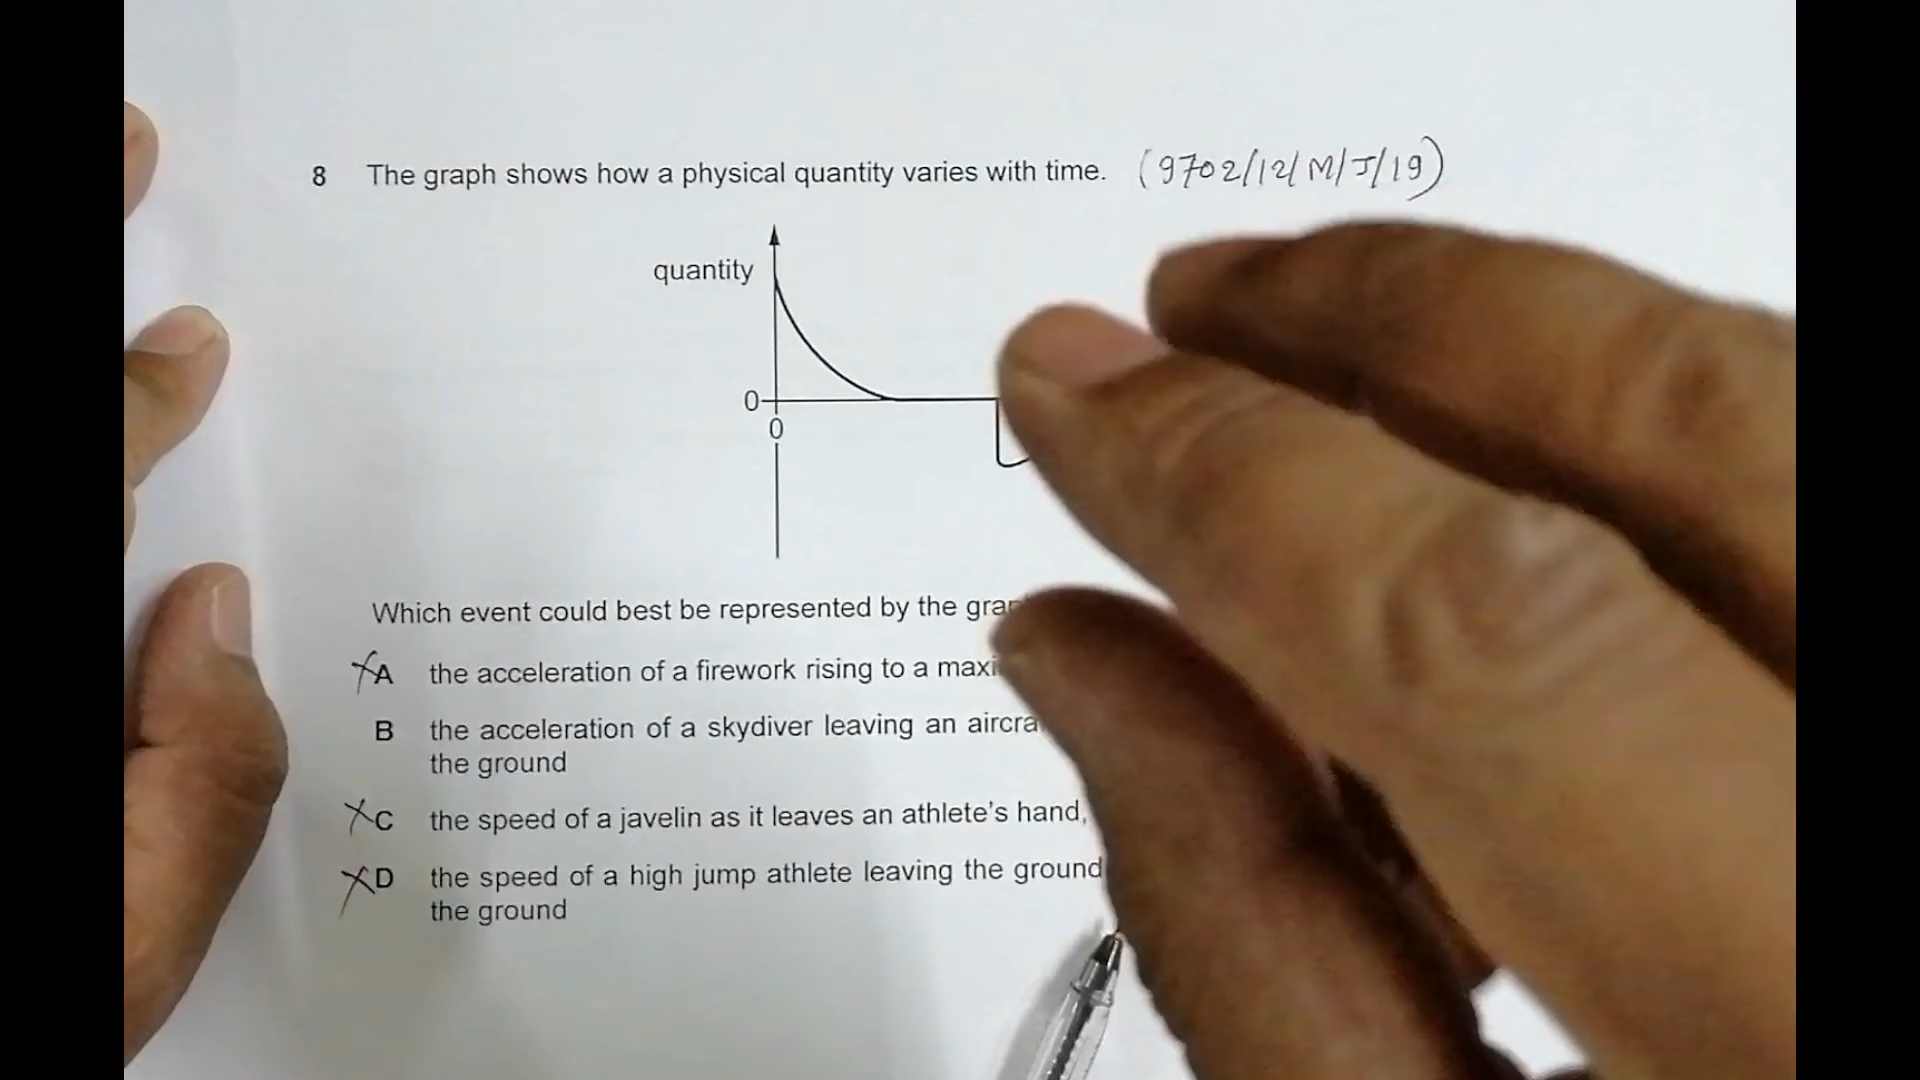 8 The graph shows how a physical quantity varies with time. (9702/12/M/J/19)
quantity
0
0
Which event could best be represented by the
A the acceleration of a firework rising to a
B the acceleration of a skydiver leaving an
the ground
C the speed of a javelin as it leaves an athlete's hand,
D the speed of a high jump athlete leaving the ground
the ground